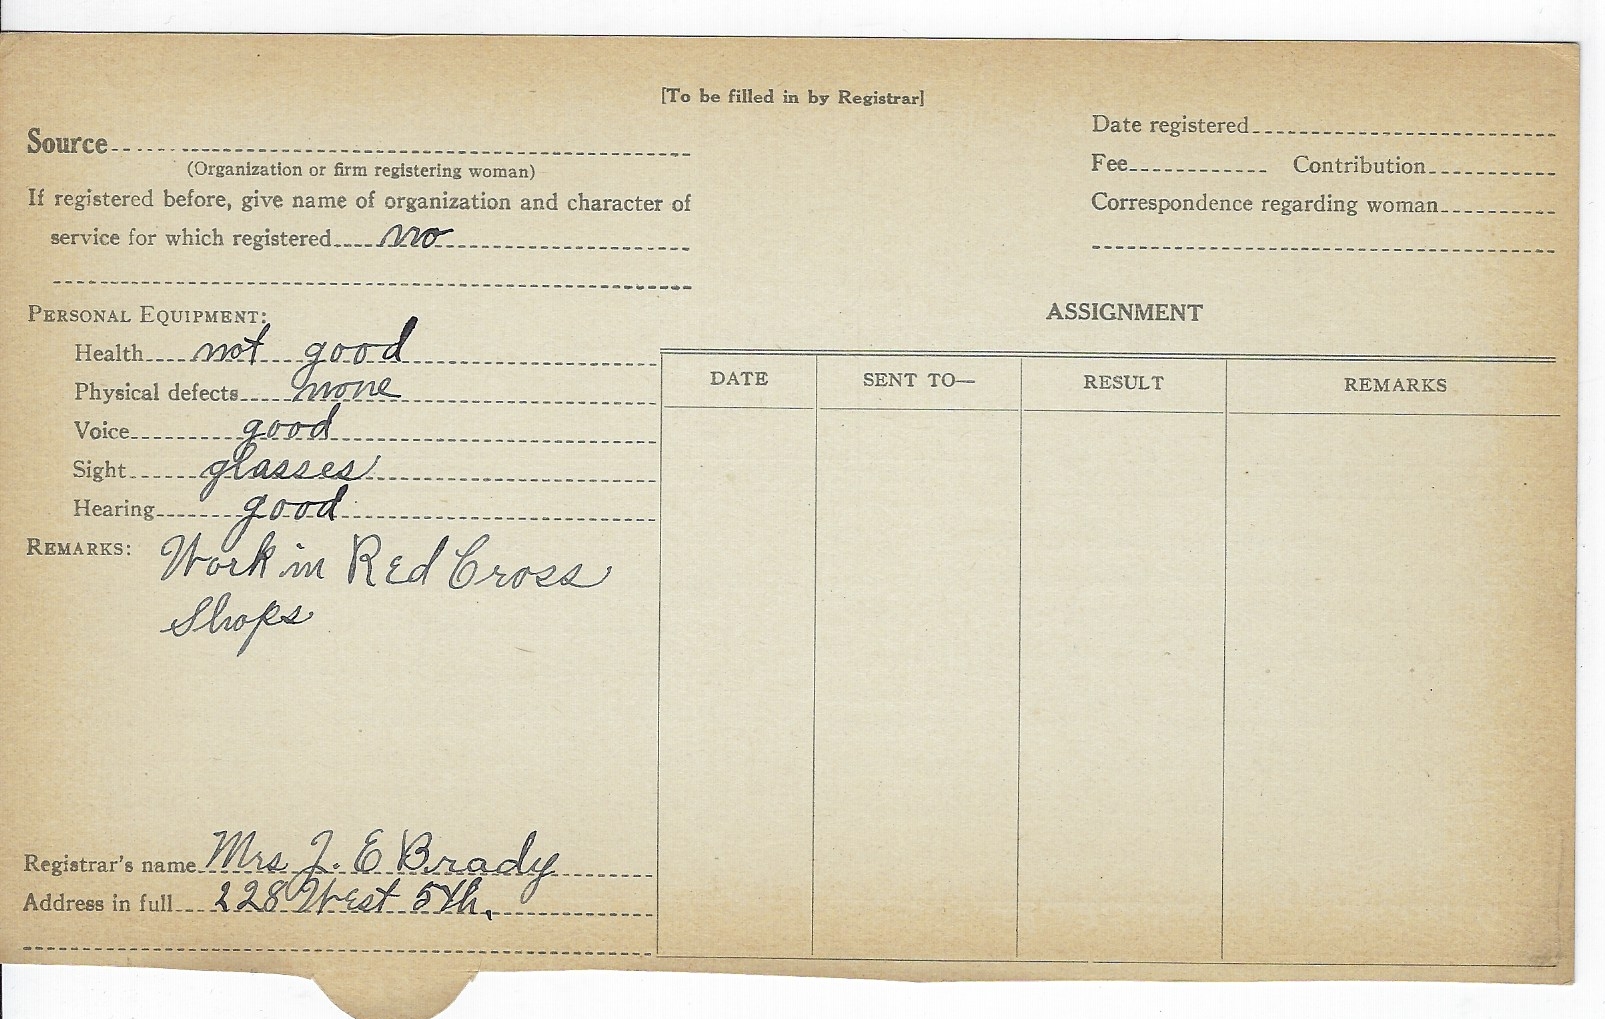 [To be filled in by Registrar]
Source
(Organization or firm registering woman)
If registered before, give name of organization and character of
service for which registered no
PERSONAL EQUIPMENT:
Health not good
Physical defects none
Voice good
Sight glasses
Hearing good
REMARKS: Work in Red Cross
Shops
Registrar's name Mrs J. E Brady
Address in full 228 West 5th.
Date registered
Fee Contribution
Correspondence regarding woman
ASSIGNMENT
DATE SENT TO— RESULT REMARKS